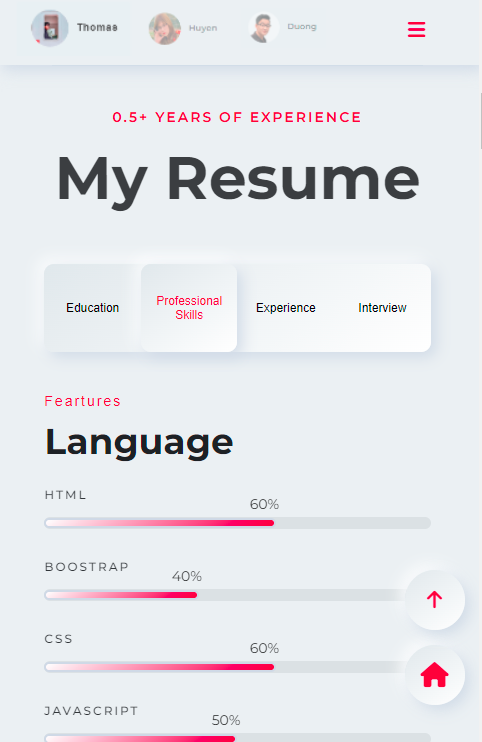 Thomas Huyen Duong
0.5+ YEARS OF EXPERIENCE
My Resume
Education
Professional
Skills
Experience
Interview
Feartures
Language
HTML
60%
BOOSTRAP
40%
CSS
60%
JAVASCRIPT
50%